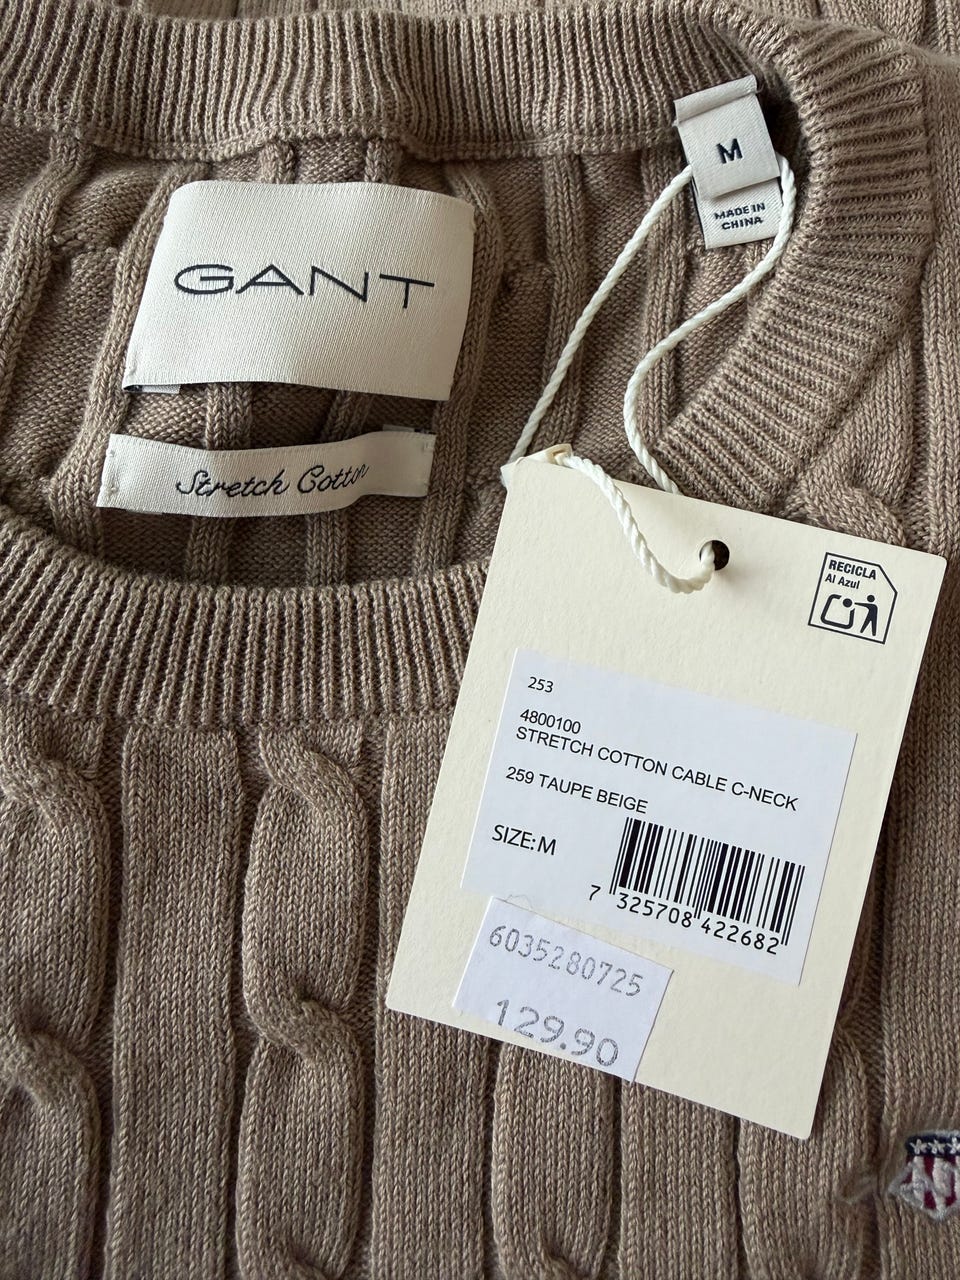 M
MADE IN
CHINA
GANT
Stretch Cotton
RECICLA
Al Azul
253
4800100
STRETCH COTTON CABLE C-NECK
259 TAUPE BEIGE
SIZE: M
7 325708 422682
6035280725
129.90